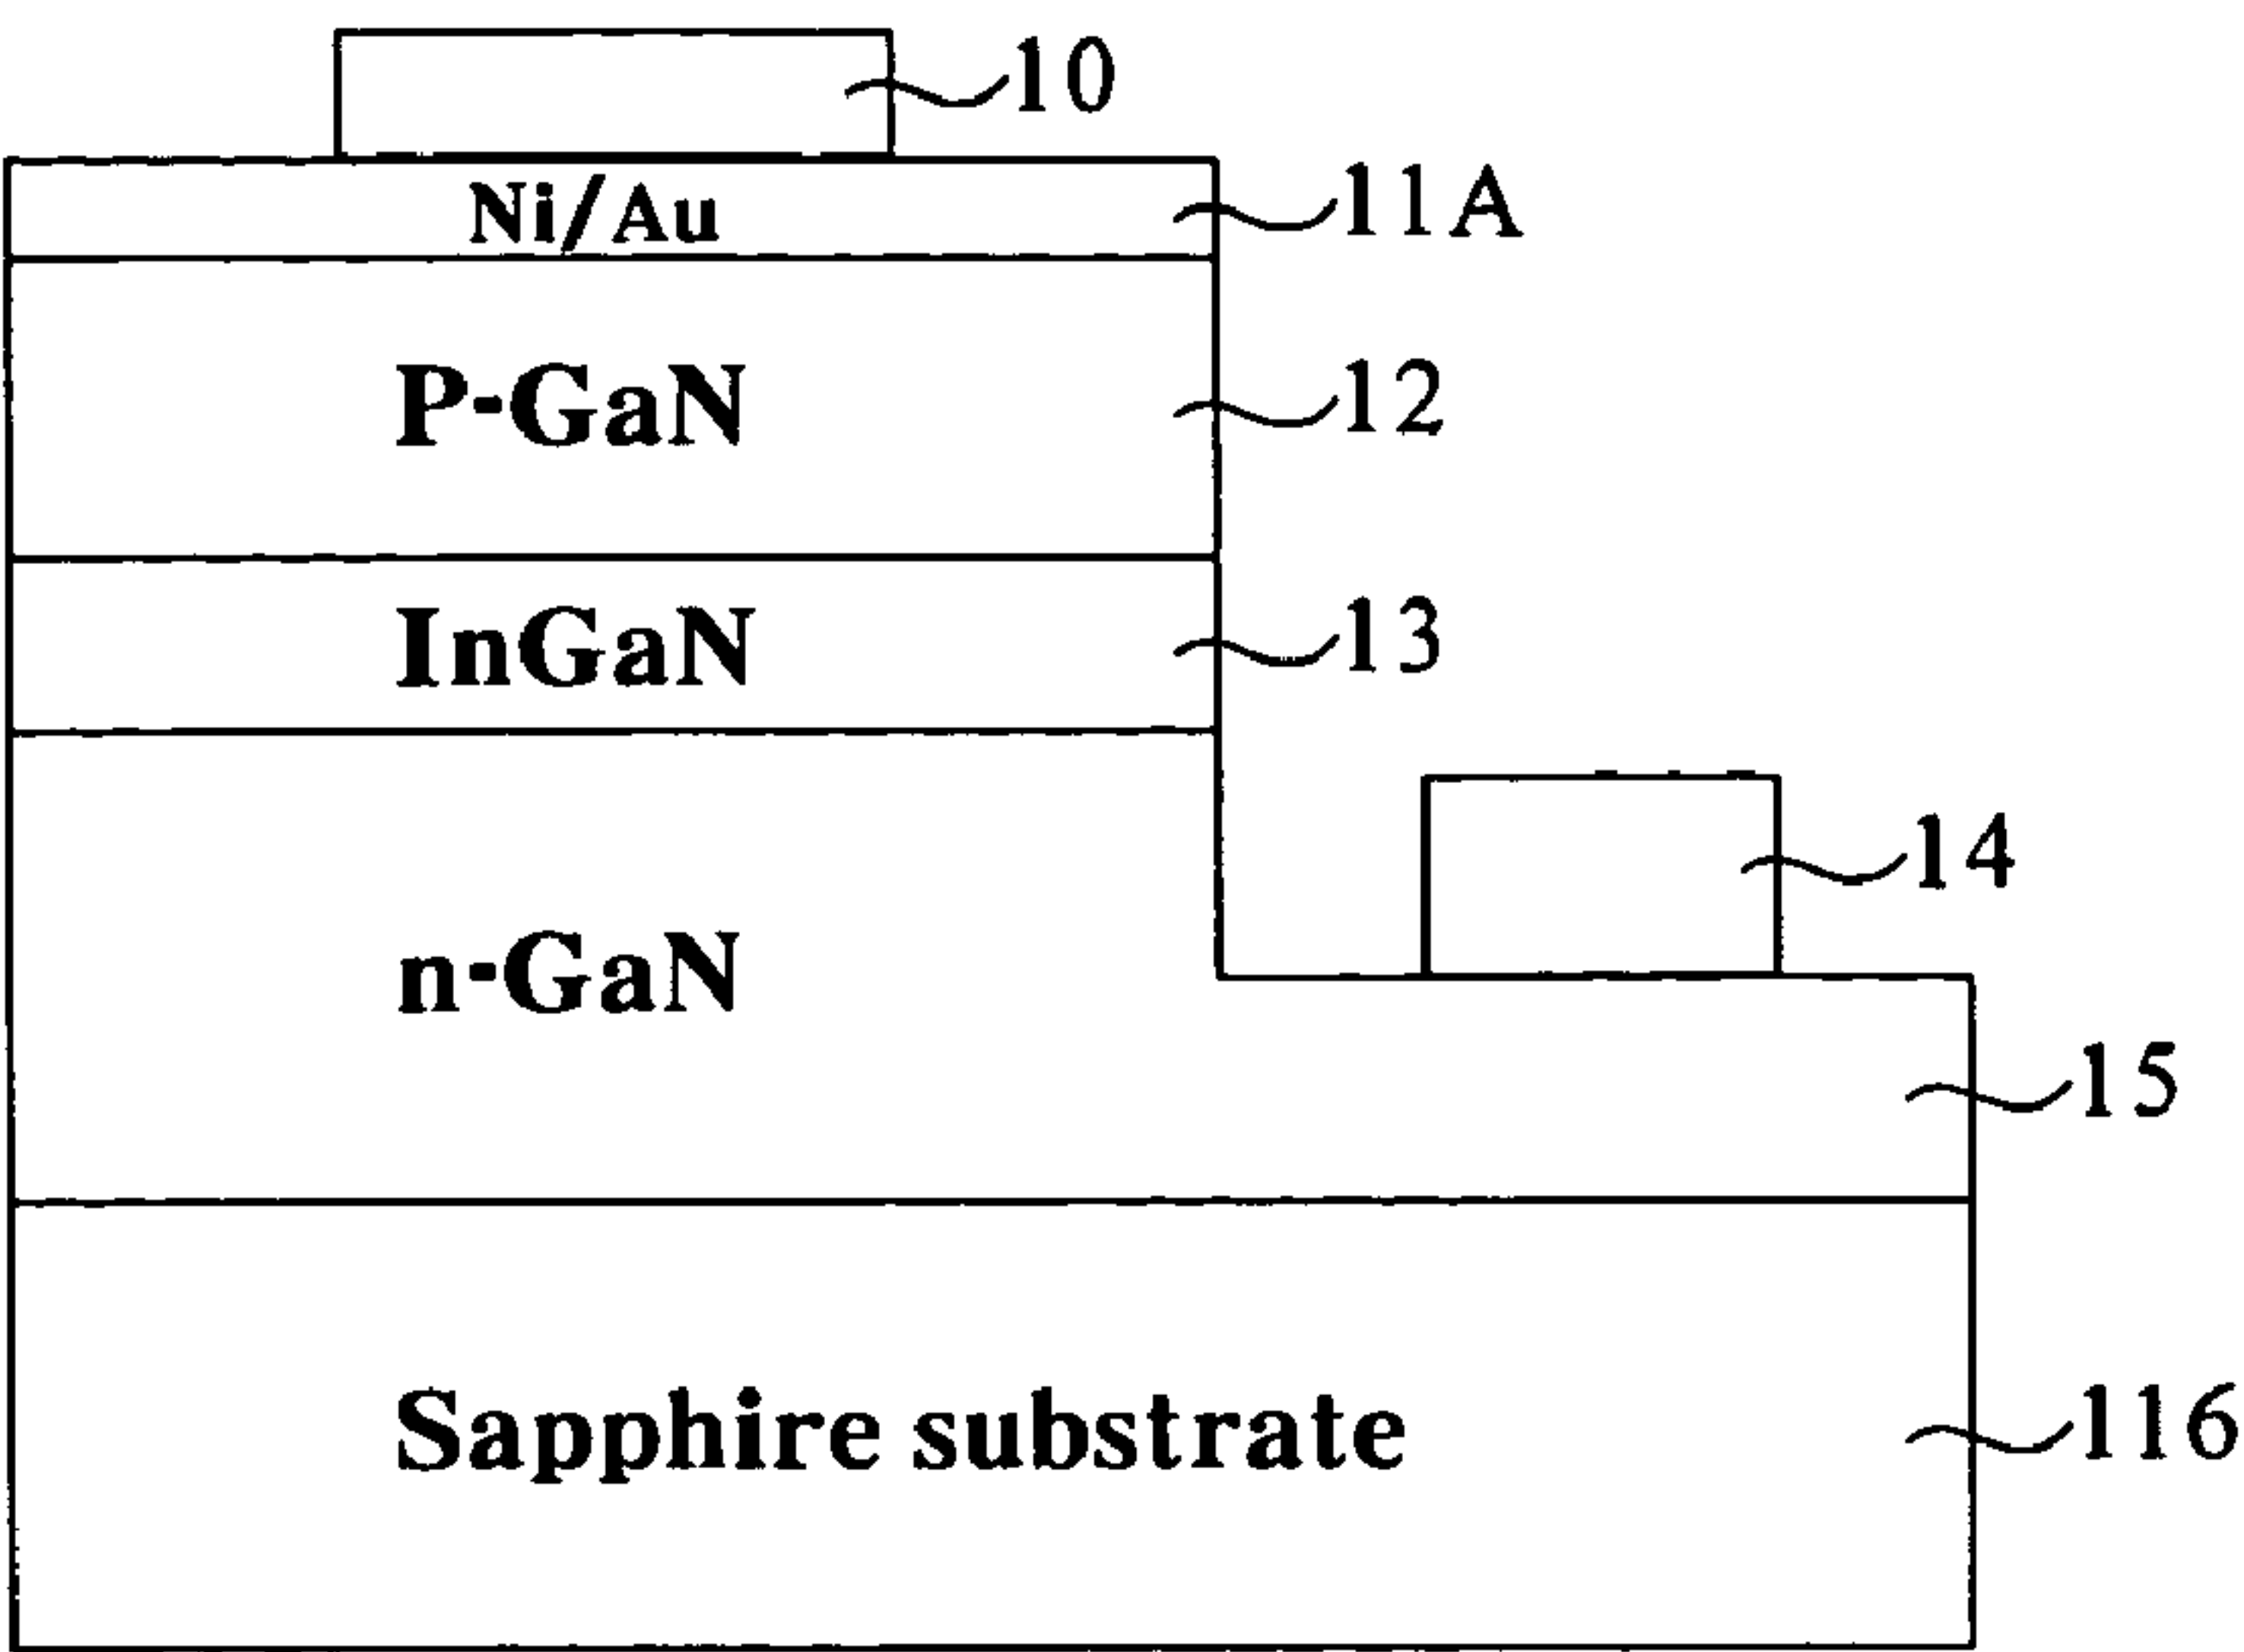 10
Ni/Au 11A
P-GaN 12
InGaN 13
14
n-GaN
15
Sapphire substrate 116